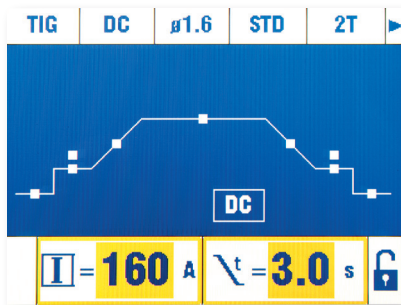 TIG DC ø1.6 STD 2T
DC
I = 160 A t = 3.0 s